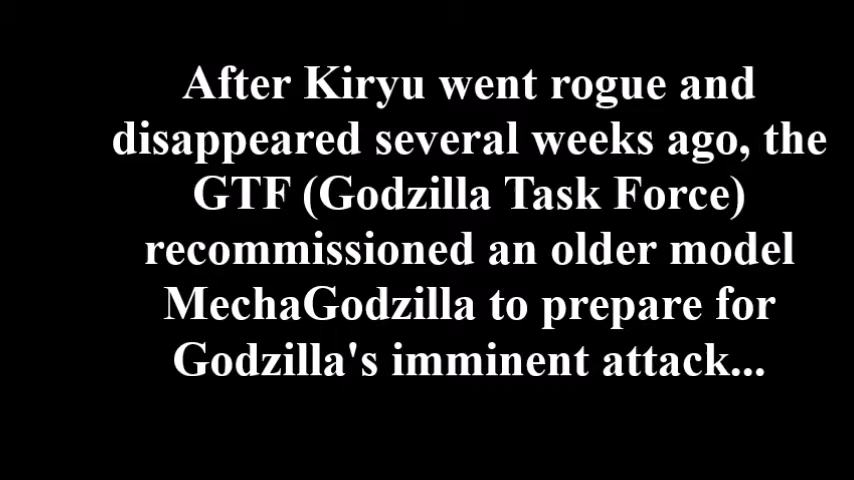 After Kiryu went rogue and
disappeared several weeks ago, the
GTF (Godzilla Task Force)
recommissioned an older model
MechaGodzilla to prepare for
Godzilla's imminent attack...